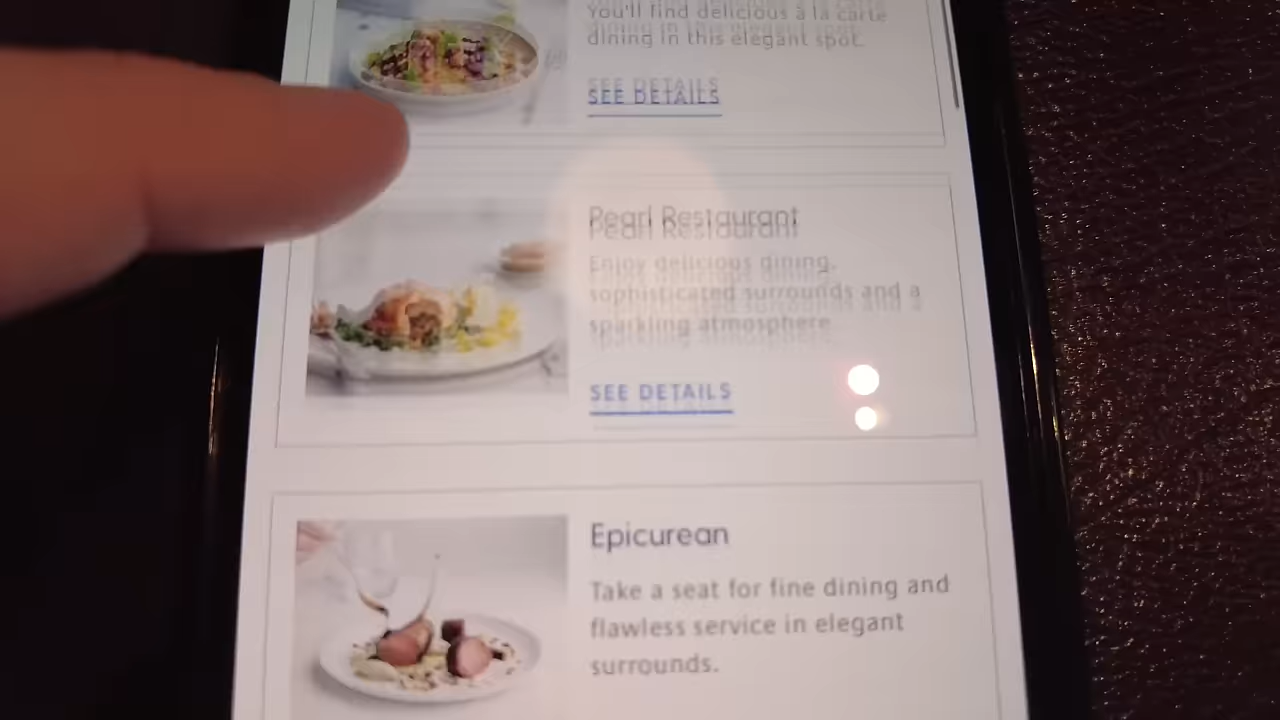 You'll find delicious à la carte
dining in this elegant spot.
SEE DETAILS
Pearl Restaurant
Enjoy delicious dining,
sophisticated surrounds and a
sparkling atmosphere
SEE DETAILS
Epicurean
Take a seat for fine dining and
flawless service in elegant
surrounds.